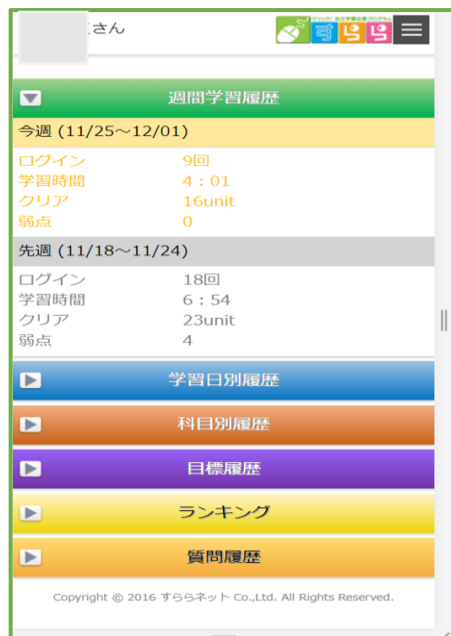 さん
すらら
週間学習履歴
今週 (11/25～12/01)
ログイン 9回
学習時間 4：01
クリア 16unit
弱点 0
先週 (11/18～11/24)
ログイン 18回
学習時間 6：54
クリア 23unit
弱点 4
学習日別履歴
科目別履歴
目標履歴
ランキング
質問履歴
Copyright © 2016 すららネット Co.,Ltd. All Rights Reserved.